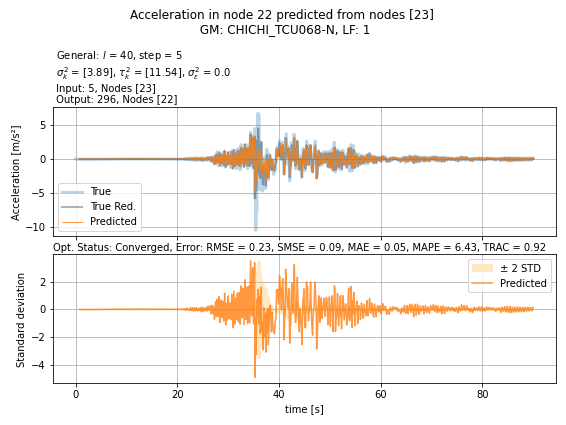 Acceleration in node 22 predicted from nodes [23]
GM: CHICHI_TCU068-N, LF: 1
General: l = 40, step = 5
σ²ₖ = [3.89], τ²ₖ = [11.54], σ²ε = 0.0
Input: 5, Nodes [23]
Output: 296, Nodes [22]
Acceleration [m/s²]
5
0
−5
−10
True
True Red.
Predicted
Opt. Status: Converged, Error: RMSE = 0.23, SMSE = 0.09, MAE = 0.05, MAPE = 6.43, TRAC = 0.92
Standard deviation
2
0
−2
−4
± 2 STD
Predicted
0 20 40 60 80
time [s]